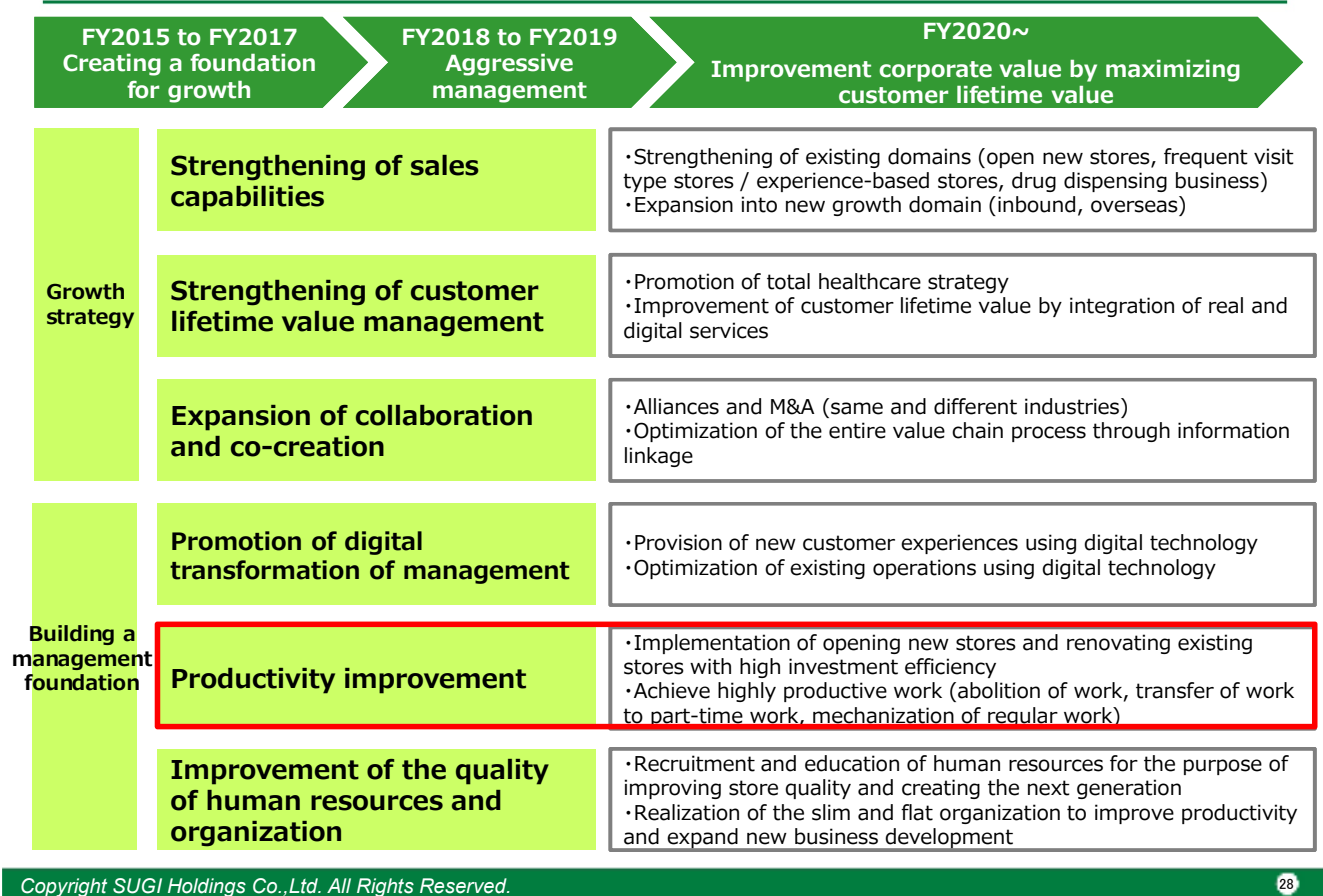 FY2015 to FY2017
Creating a foundation
for growth
FY2018 to FY2019
Aggressive
management
FY2020~
Improvement corporate value by maximizing
customer lifetime value
Growth
strategy
Strengthening of sales
capabilities
・Strengthening of existing domains (open new stores, frequent visit
type stores / experience-based stores, drug dispensing business)
・Expansion into new growth domain (inbound, overseas)
Strengthening of customer
lifetime value management
・Promotion of total healthcare strategy
・Improvement of customer lifetime value by integration of real and
digital services
Expansion of collaboration
and co-creation
・Alliances and M&A (same and different industries)
・Optimization of the entire value chain process through information
linkage
Building a
management
foundation
Promotion of digital
transformation of management
・Provision of new customer experiences using digital technology
・Optimization of existing operations using digital technology
Productivity improvement
・Implementation of opening new stores and renovating existing
stores with high investment efficiency
・Achieve highly productive work (abolition of work, transfer of work
to part-time work, mechanization of regular work)
Improvement of the quality
of human resources and
organization
・Recruitment and education of human resources for the purpose of
improving store quality and creating the next generation
・Realization of the slim and flat organization to improve productivity
and expand new business development
Copyright SUGI Holdings Co.,Ltd. All Rights Reserved.
28